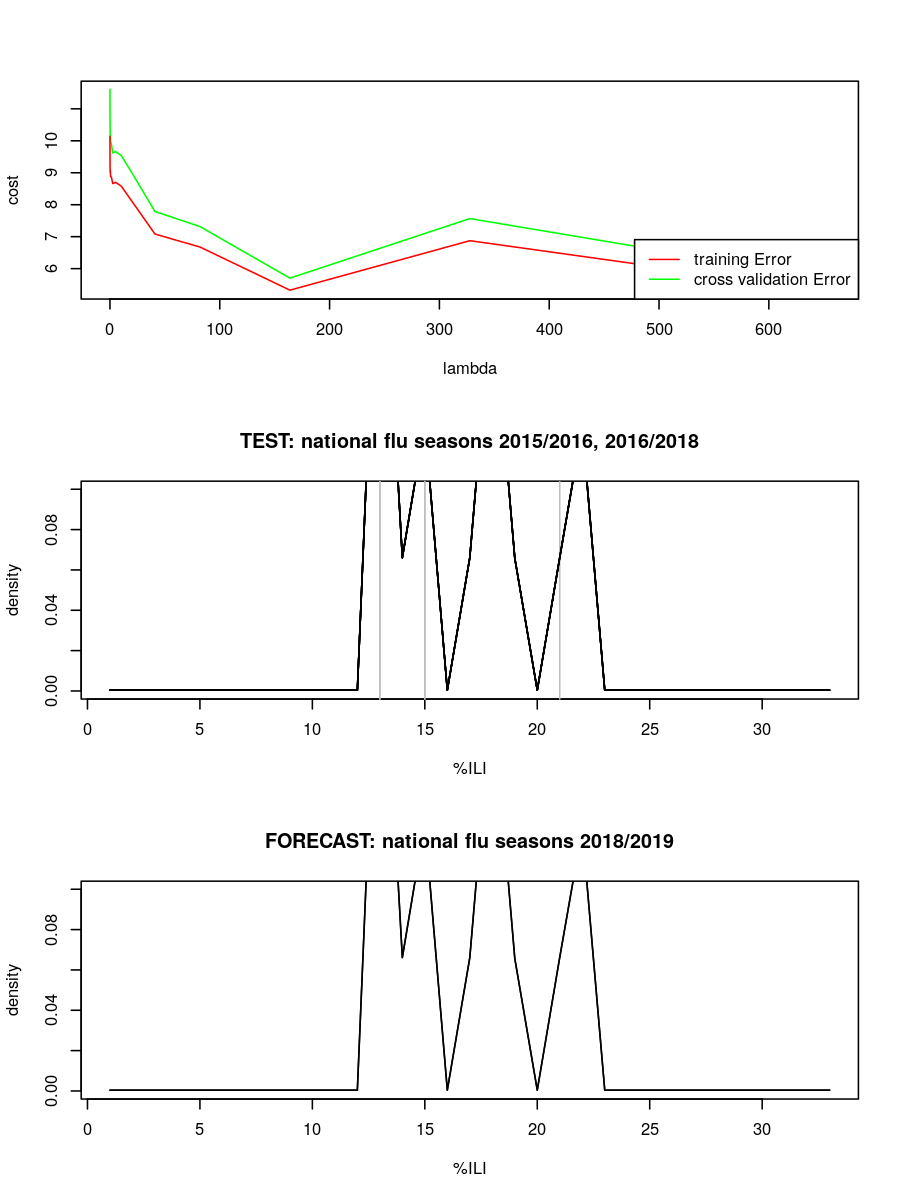 cost
10
9
8
7
6
training Error
cross validation Error
0 100 200 300 400 500 600
lambda
TEST: national flu seasons 2015/2016, 2016/2018
density
0.08
0.04
0.00
0 5 10 15 20 25 30
%ILI
FORECAST: national flu seasons 2018/2019
density
0.08
0.04
0.00
0 5 10 15 20 25 30
%ILI